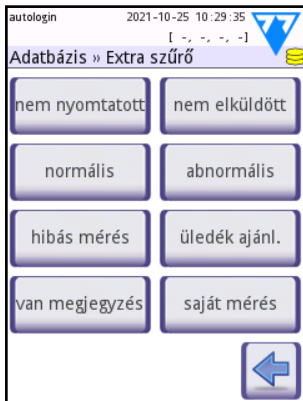 autologin 2021-10-25 10:29:35
[ -, -, -, -]
Adatbázis » Extra szűrő
nem nyomtatott nem elküldött
normális abnormális
hibás mérés üledék ajánl.
van megjegyzés saját mérés